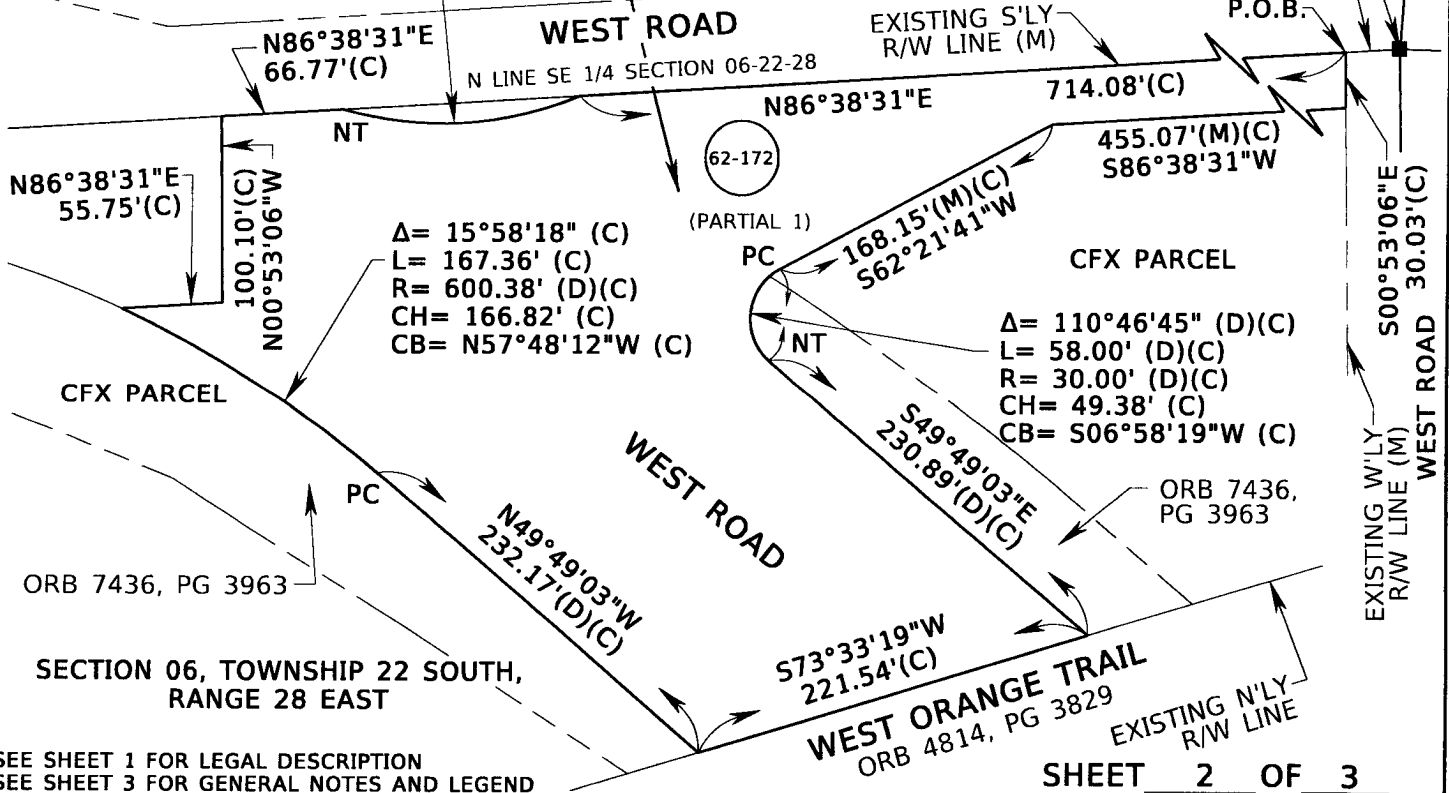 WEST ROAD
EXISTING S'LY
R/W LINE (M)
P.O.B.
N86°38'31"E
66.77'(C)
N LINE SE 1/4 SECTION 06-22-28
N86°38'31"E
714.08'(C)
NT
62-172
(PARTIAL 1)
455.07'(M)(C)
S86°38'31"W
N86°38'31"E
55.75'(C)
100.10'(C)
N00°53'06"W
Δ= 15°58'18" (C)
L= 167.36' (C)
R= 600.38' (D)(C)
CH= 166.82' (C)
CB= N57°48'12"W (C)
PC
168.15'(M)(C)
S62°21'41"W
CFX PARCEL
S00°53'06"E
30.03'(C)
WEST ROAD
Δ= 110°46'45" (D)(C)
L= 58.00' (D)(C)
R= 30.00' (D)(C)
CH= 49.38' (C)
CB= S06°58'19"W (C)
NT
CFX PARCEL
S49°49'03"E
230.89'(D)(C)
EXISTING W'LY
R/W LINE (M)
WEST ROAD
ORB 7436,
PG 3963
PC
N49°49'03"W
232.17'(D)(C)
ORB 7436, PG 3963
S73°33'19"W
221.54'(C)
SECTION 06, TOWNSHIP 22 SOUTH,
RANGE 28 EAST
WEST ORANGE TRAIL
ORB 4814, PG 3829
EXISTING N'LY
R/W LINE
SEE SHEET 1 FOR LEGAL DESCRIPTION
SEE SHEET 3 FOR GENERAL NOTES AND LEGEND
SHEET 2 OF 3